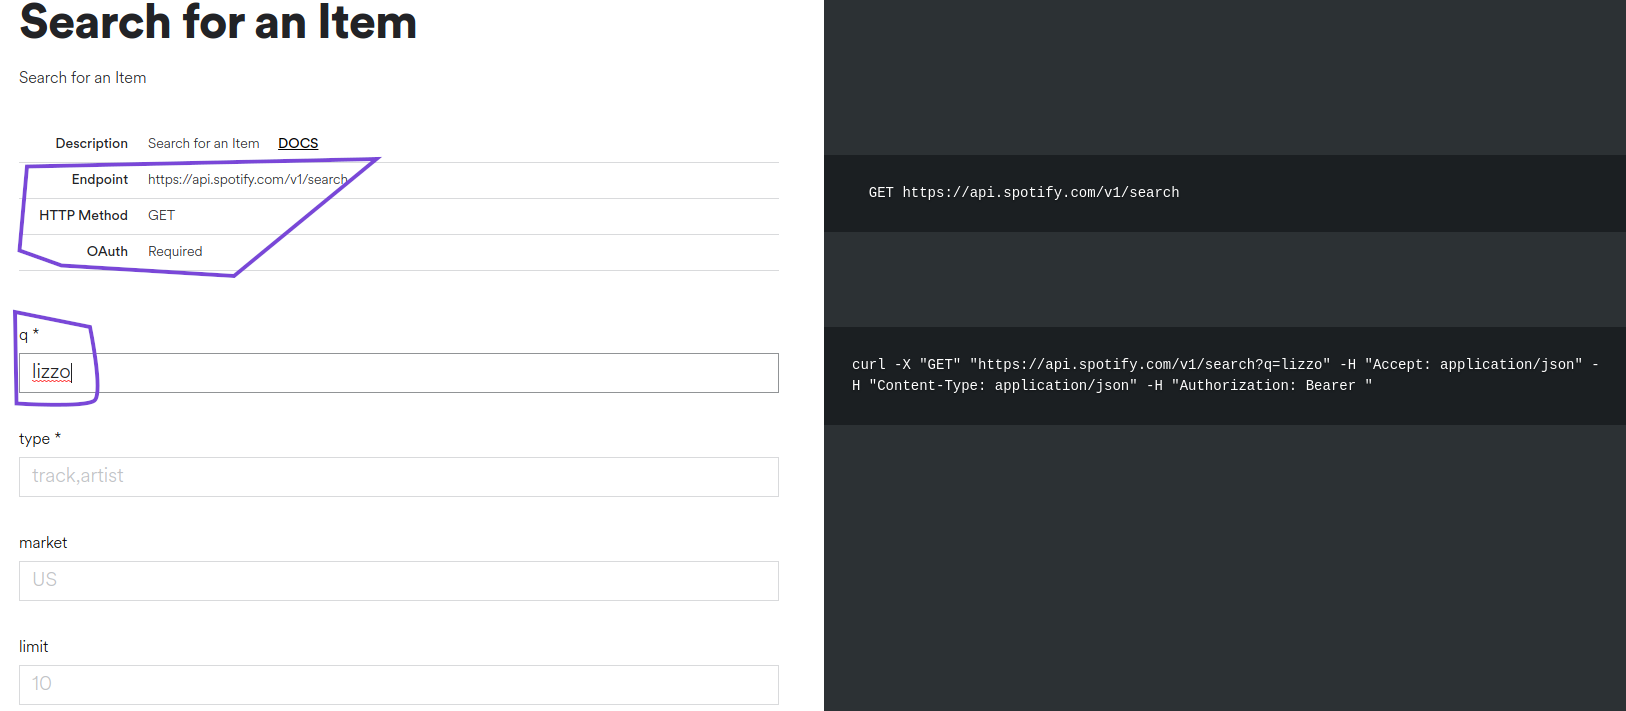 Search for an Item
Search for an Item
Description Search for an Item DOCS
Endpoint https://api.spotify.com/v1/search
HTTP Method GET
OAuth Required
q *
lizzo
type *
track,artist
market
US
limit
10
GET https://api.spotify.com/v1/search
curl -X "GET" "https://api.spotify.com/v1/search?q=lizzo" -H "Accept: application/json" -
H "Content-Type: application/json" -H "Authorization: Bearer "